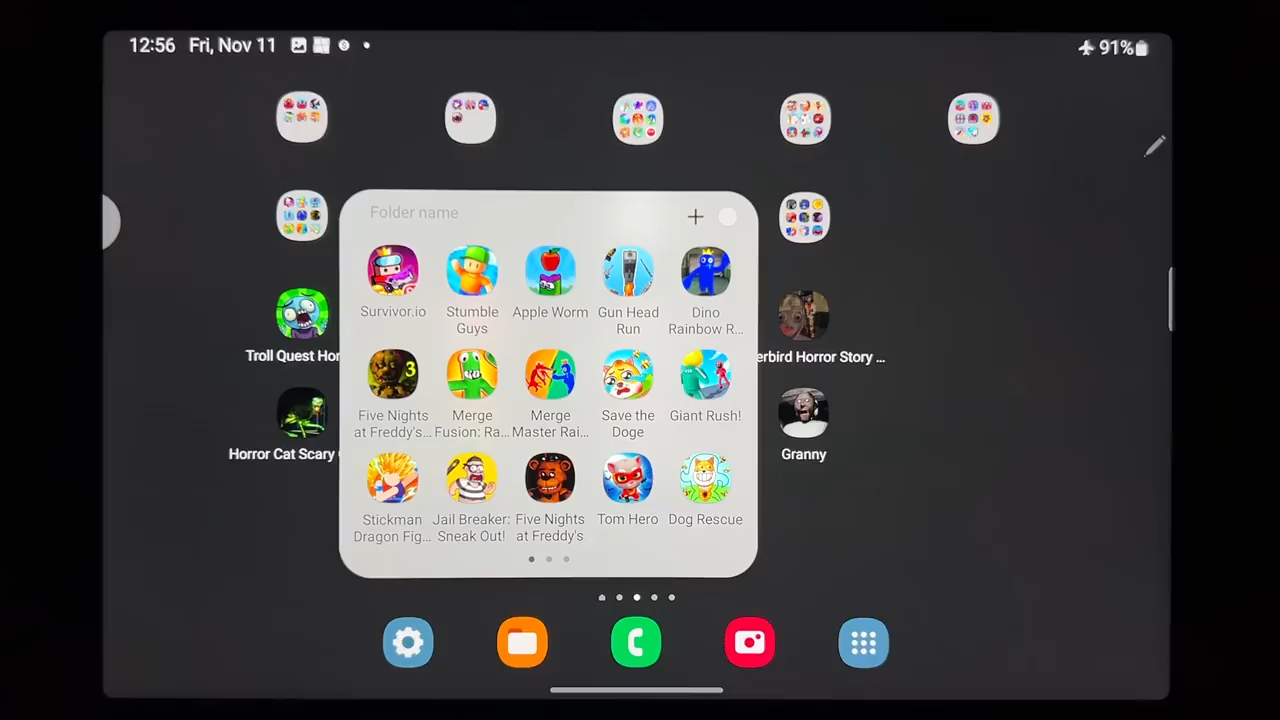 12:56 Fri, Nov 11
91%
Folder name
Survivor.io
Stumble
Guys
Apple Worm
Gun Head
Run
Dino
Rainbow R...
Troll Quest Hor
erbird Horror Story ...
3
Five Nights
at Freddy's...
Merge
Fusion: Ra...
Merge
Master Rai...
Save the
Doge
Giant Rush!
Horror Cat Scary
Granny
Stickman
Dragon Fig...
Jail Breaker:
Sneak Out!
Five Nights
at Freddy's
Tom Hero
Dog Rescue